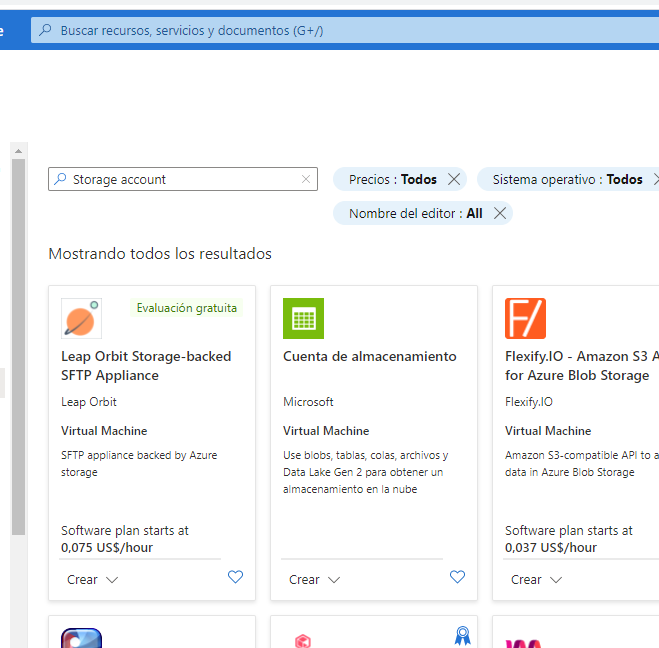 e
Buscar recursos, servicios y documentos (G+/)
Storage account
Precios : Todos
Sistema operativo : Todos
Nombre del editor : All
Mostrando todos los resultados
Evaluación gratuita
Leap Orbit Storage-backed
SFTP Appliance
Leap Orbit
Virtual Machine
SFTP appliance backed by Azure
storage
Software plan starts at
0,075 US$/hour
Crear
Cuenta de almacenamiento
Microsoft
Virtual Machine
Use blobs, tablas, colas, archivos y
Data Lake Gen 2 para obtener un
almacenamiento en la nube
Crear
F/
Flexify.IO - Amazon S3 A
for Azure Blob Storage
Flexify.IO
Virtual Machine
Amazon S3-compatible API to a
data in Azure Blob Storage
Software plan starts at
0,037 US$/hour
Crear